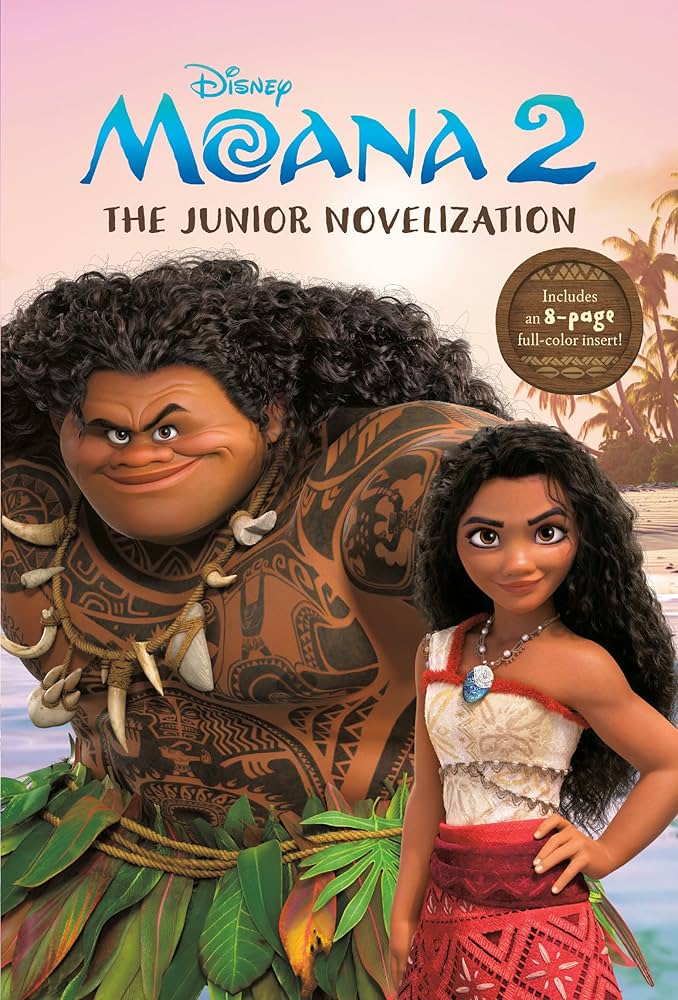 Disney
MOANA 2
THE JUNIOR NOVELIZATION
Includes
an 8-page
full-color insert!